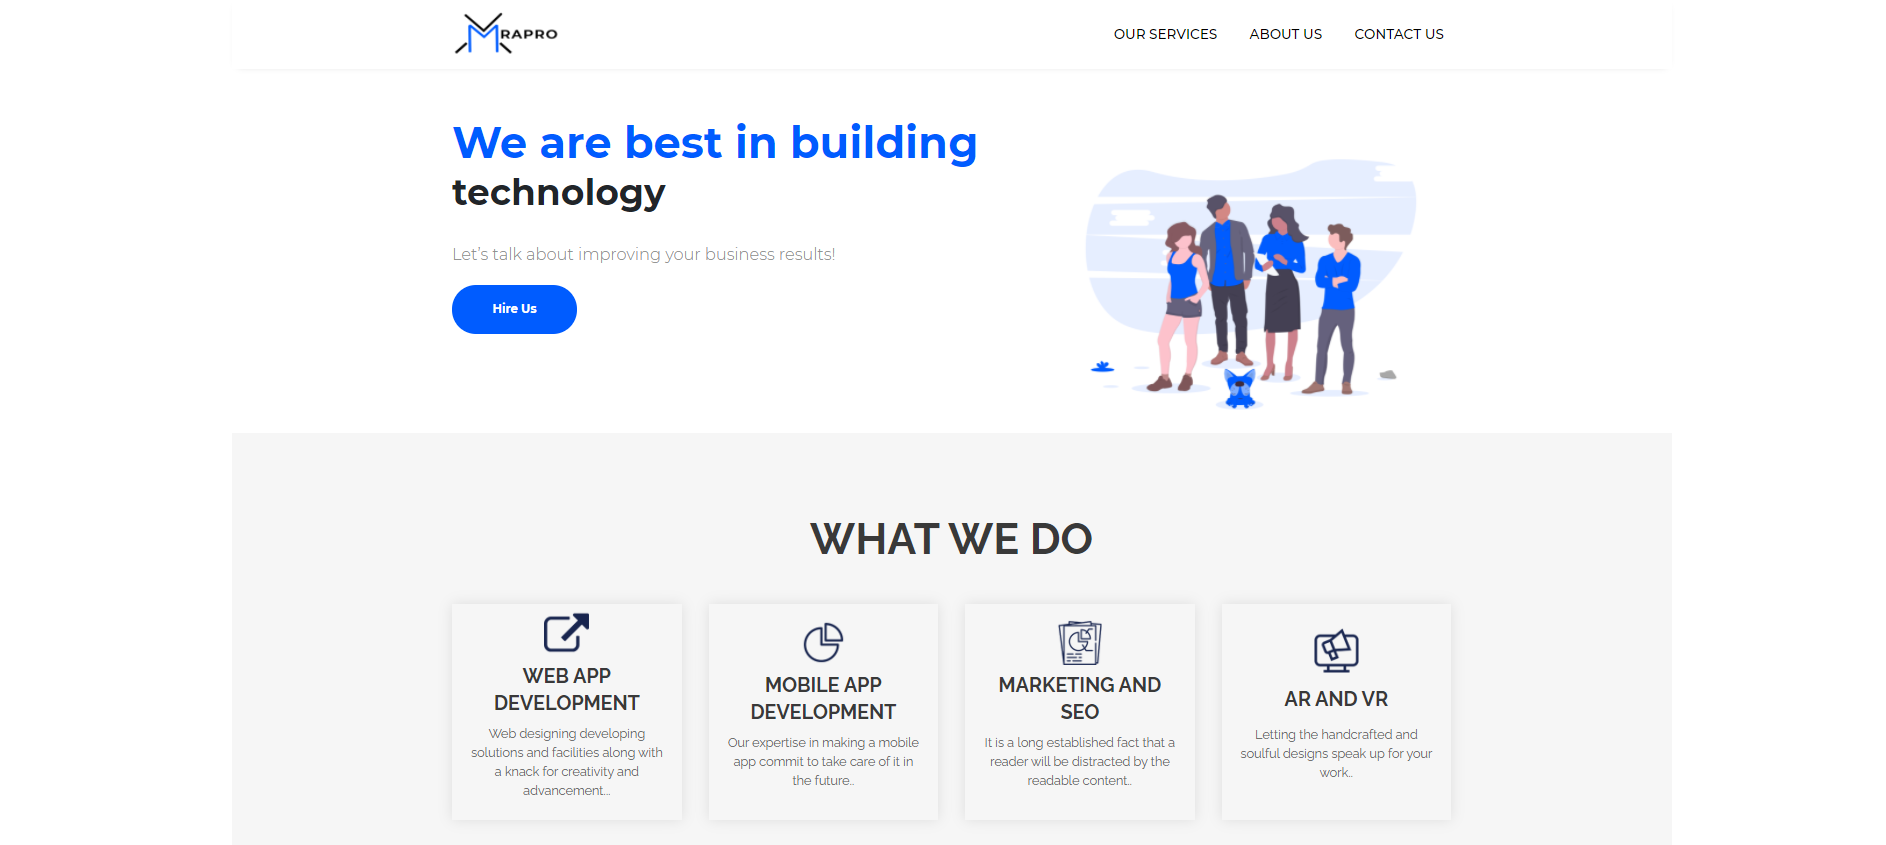 MRAPRO
OUR SERVICES ABOUT US CONTACT US
We are best in building
technology
Let's talk about improving your business results!
Hire Us
WHAT WE DO
WEB APP
DEVELOPMENT
Web designing developing
solutions and facilities along with
a knack for creativity and
advancement...
MOBILE APP
DEVELOPMENT
Our expertise in making a mobile
app commit to take care of it in
the future..
MARKETING AND
SEO
It is a long established fact that a
reader will be distracted by the
readable content..
AR AND VR
Letting the handcrafted and
soulful designs speak up for your
work..